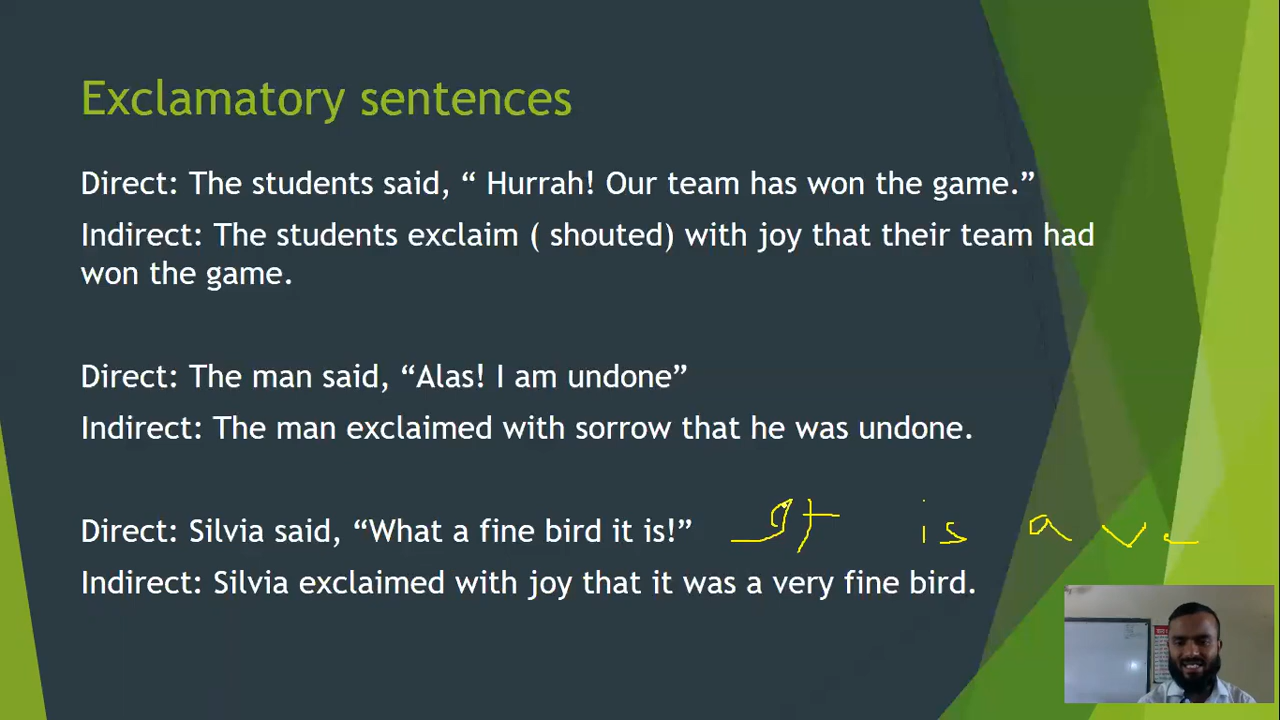 Exclamatory sentences
Direct: The students said, “ Hurrah! Our team has won the game.”
Indirect: The students exclaim ( shouted) with joy that their team had
won the game.
Direct: The man said, “Alas! I am undone”
Indirect: The man exclaimed with sorrow that he was undone.
Direct: Silvia said, “What a fine bird it is!” It is a ve
Indirect: Silvia exclaimed with joy that it was a very fine bird.